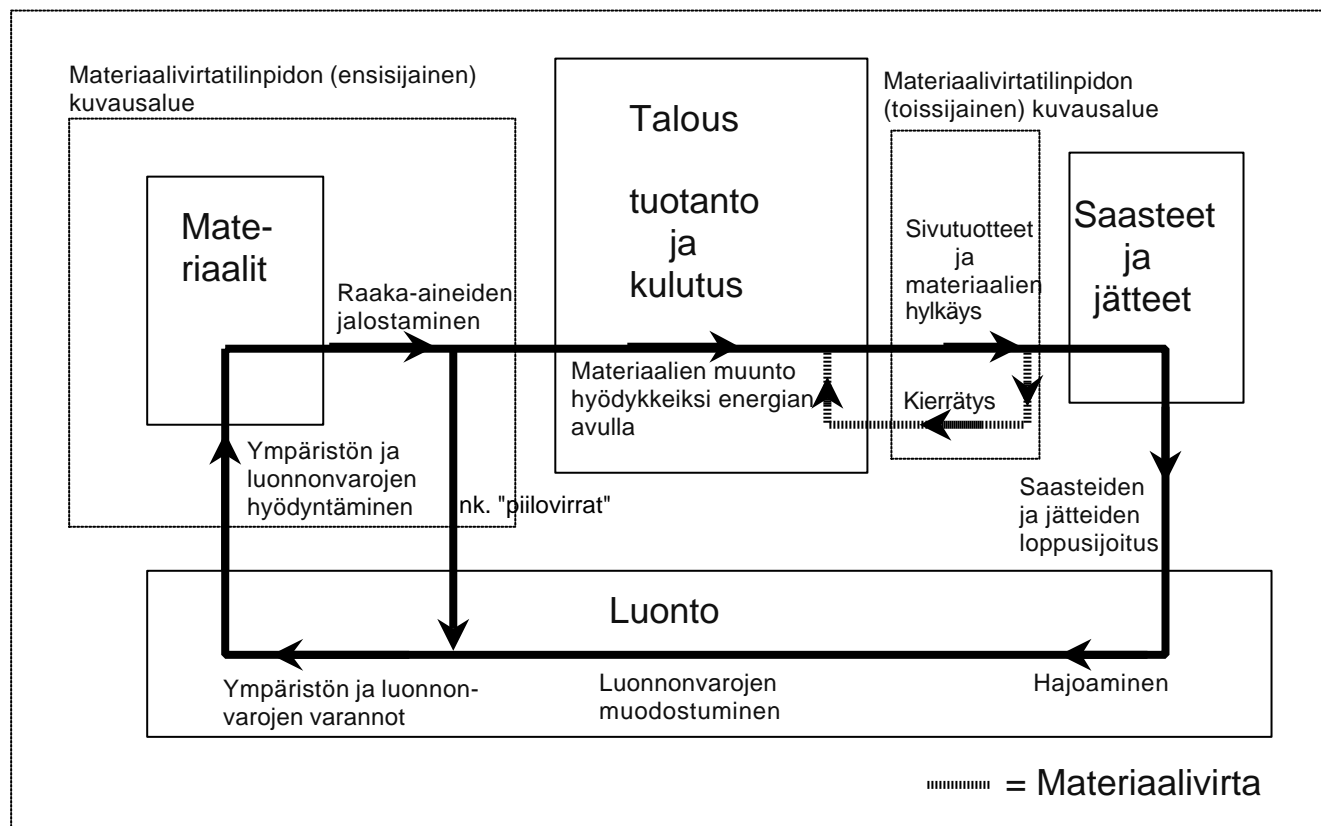 Materiaalivirtatilinpidon (ensisijainen)
kuvausalue
Materiaalivirtatilinpidon
(toissijainen) kuvausalue
Mate-
riaalit
Raaka-aineiden
jalostaminen
Talous
tuotanto
ja
kulutus
Sivutuotteet
ja
materiaalien
hylkäys
Saasteet
ja
jätteet
Materiaalien muunto
hyödykkeiksi energian
avulla
Kierrätys
Ympäristön ja
luonnonvarojen
hyödyntäminen
nk. "piilovirrat"
Saasteiden
ja jätteiden
loppusijoitus
Luonto
Ympäristön ja luonnon-
varojen varannot
Luonnonvarojen
muodostuminen
Hajoaminen
= Materiaalivirta